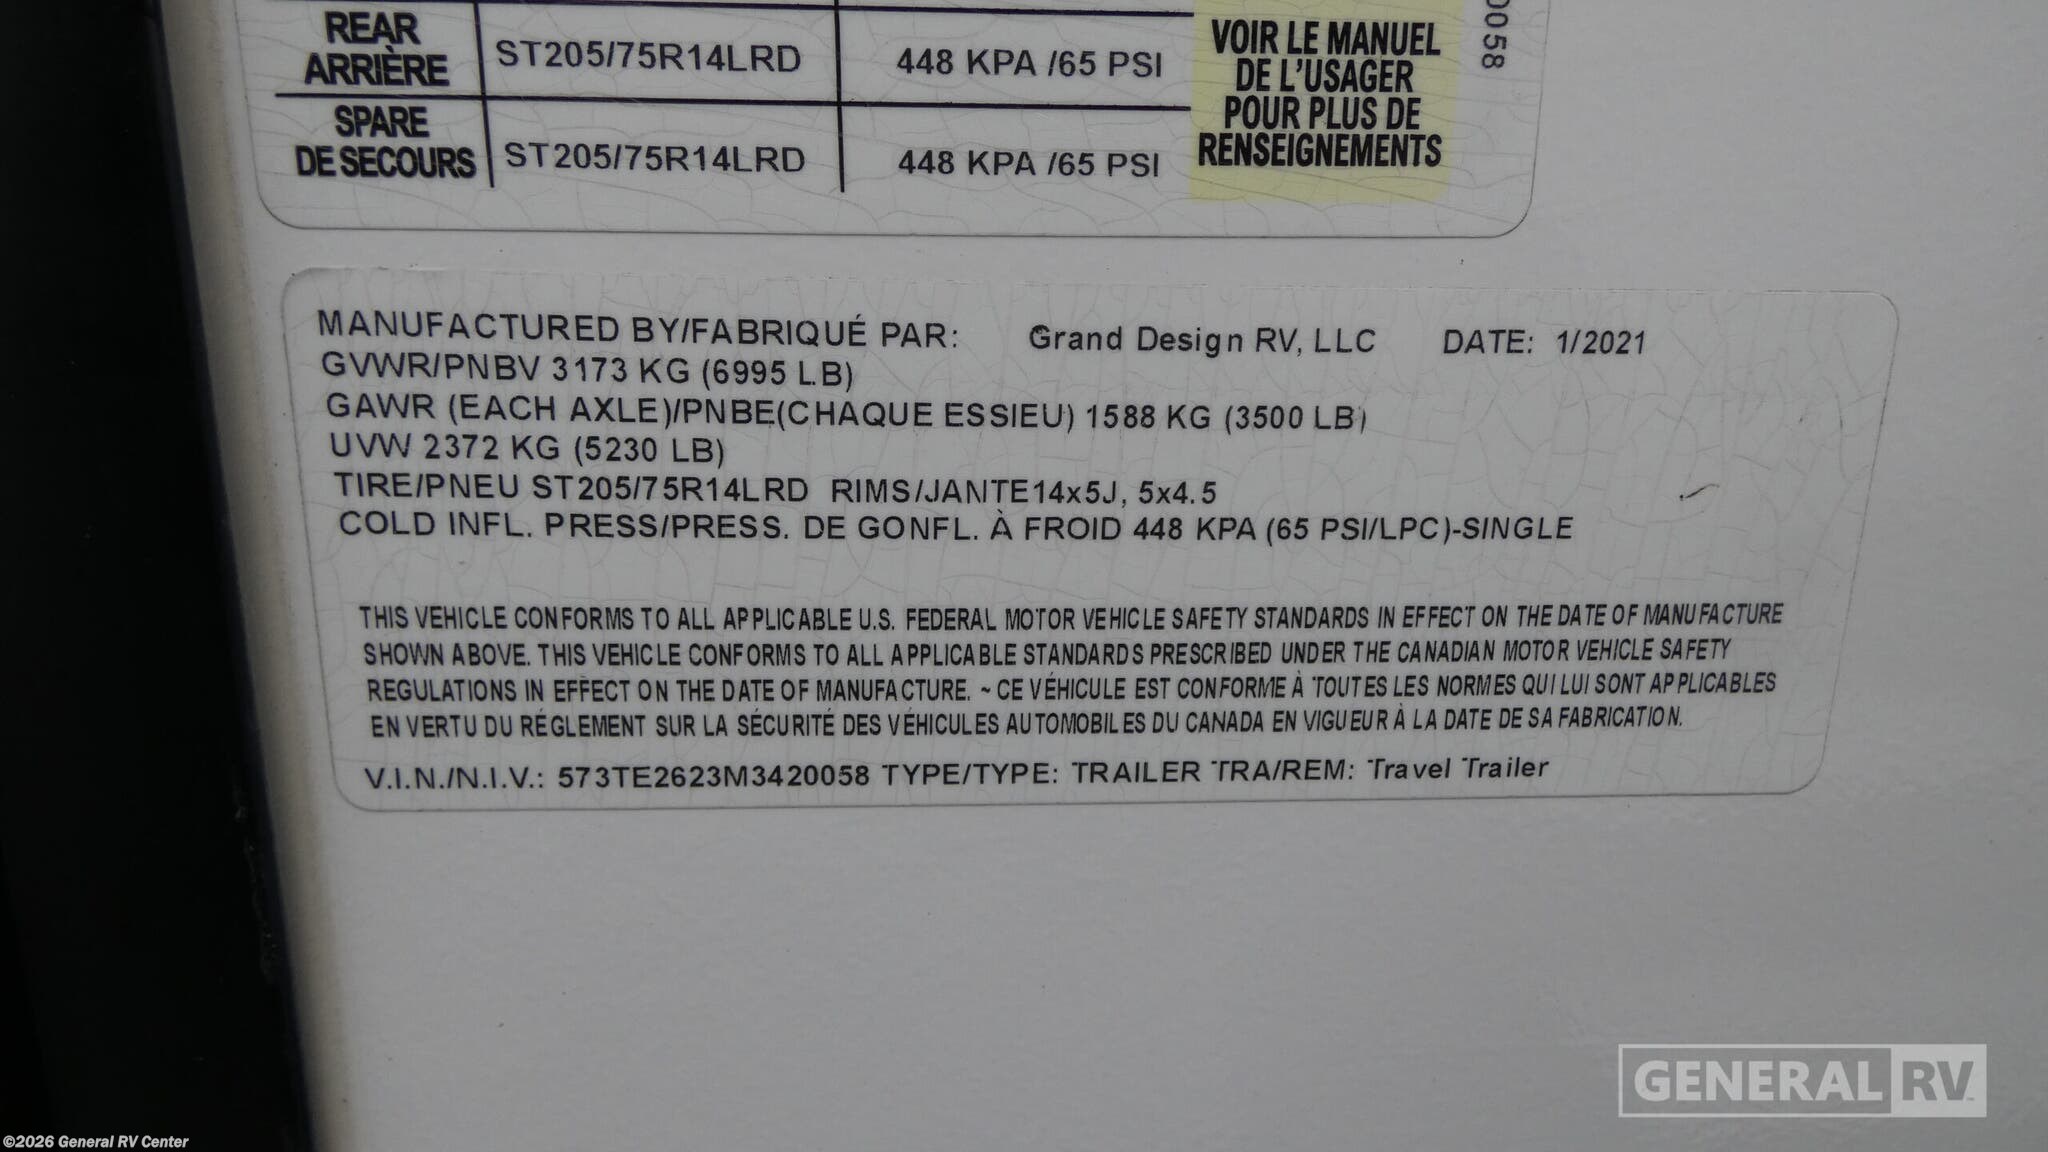 REAR
ARRIÈRE
ST205/75R14LRD
448 KPA /65 PSI
SPARE
DE SECOURS
ST205/75R14LRD
448 KPA /65 PSI
VOIR LE MANUEL
DE L'USAGER
POUR PLUS DE
RENSEIGNEMENTS
0058
MANUFACTURED BY/FABRIQUÉ PAR: Grand Design RV, LLC DATE: 1/2021
GVWR/PNBV 3173 KG (6995 LB)
GAWR (EACH AXLE)/PNBE(CHAQUE ESSIEU) 1588 KG (3500 LB)
UVW 2372 KG (5230 LB)
TIRE/PNEU ST205/75R14LRD RIMS/JANTE14x5J, 5x4.5
COLD INFL. PRESS/PRESS. DE GONFL. À FROID 448 KPA (65 PSI/LPC)-SINGLE
THIS VEHICLE CONFORMS TO ALL APPLICABLE U.S. FEDERAL MOTOR VEHICLE SAFETY STANDARDS IN EFFECT ON THE DATE OF MANUFACTURE
SHOWN ABOVE. THIS VEHICLE CONFORMS TO ALL APPLICABLE STANDARDS PRESCRIBED UNDER THE CANADIAN MOTOR VEHICLE SAFETY
REGULATIONS IN EFFECT ON THE DATE OF MANUFACTURE. ~ CE VÉHICULE EST CONFORME À TOUTES LES NORMES QUI LUI SONT APPLICABLES
EN VERTU DU RÉGLEMENT SUR LA SÉCURITÉ DES VÉHICULES AUTOMOBILES DU CANADA EN VIGUEUR À LA DATE DE SA FABRICATION.
V.I.N./N.I.V.: 573TE2623M3420058 TYPE/TYPE: TRAILER TRA/REM: Travel Trailer
GENERAL RV
©2026 General RV Center